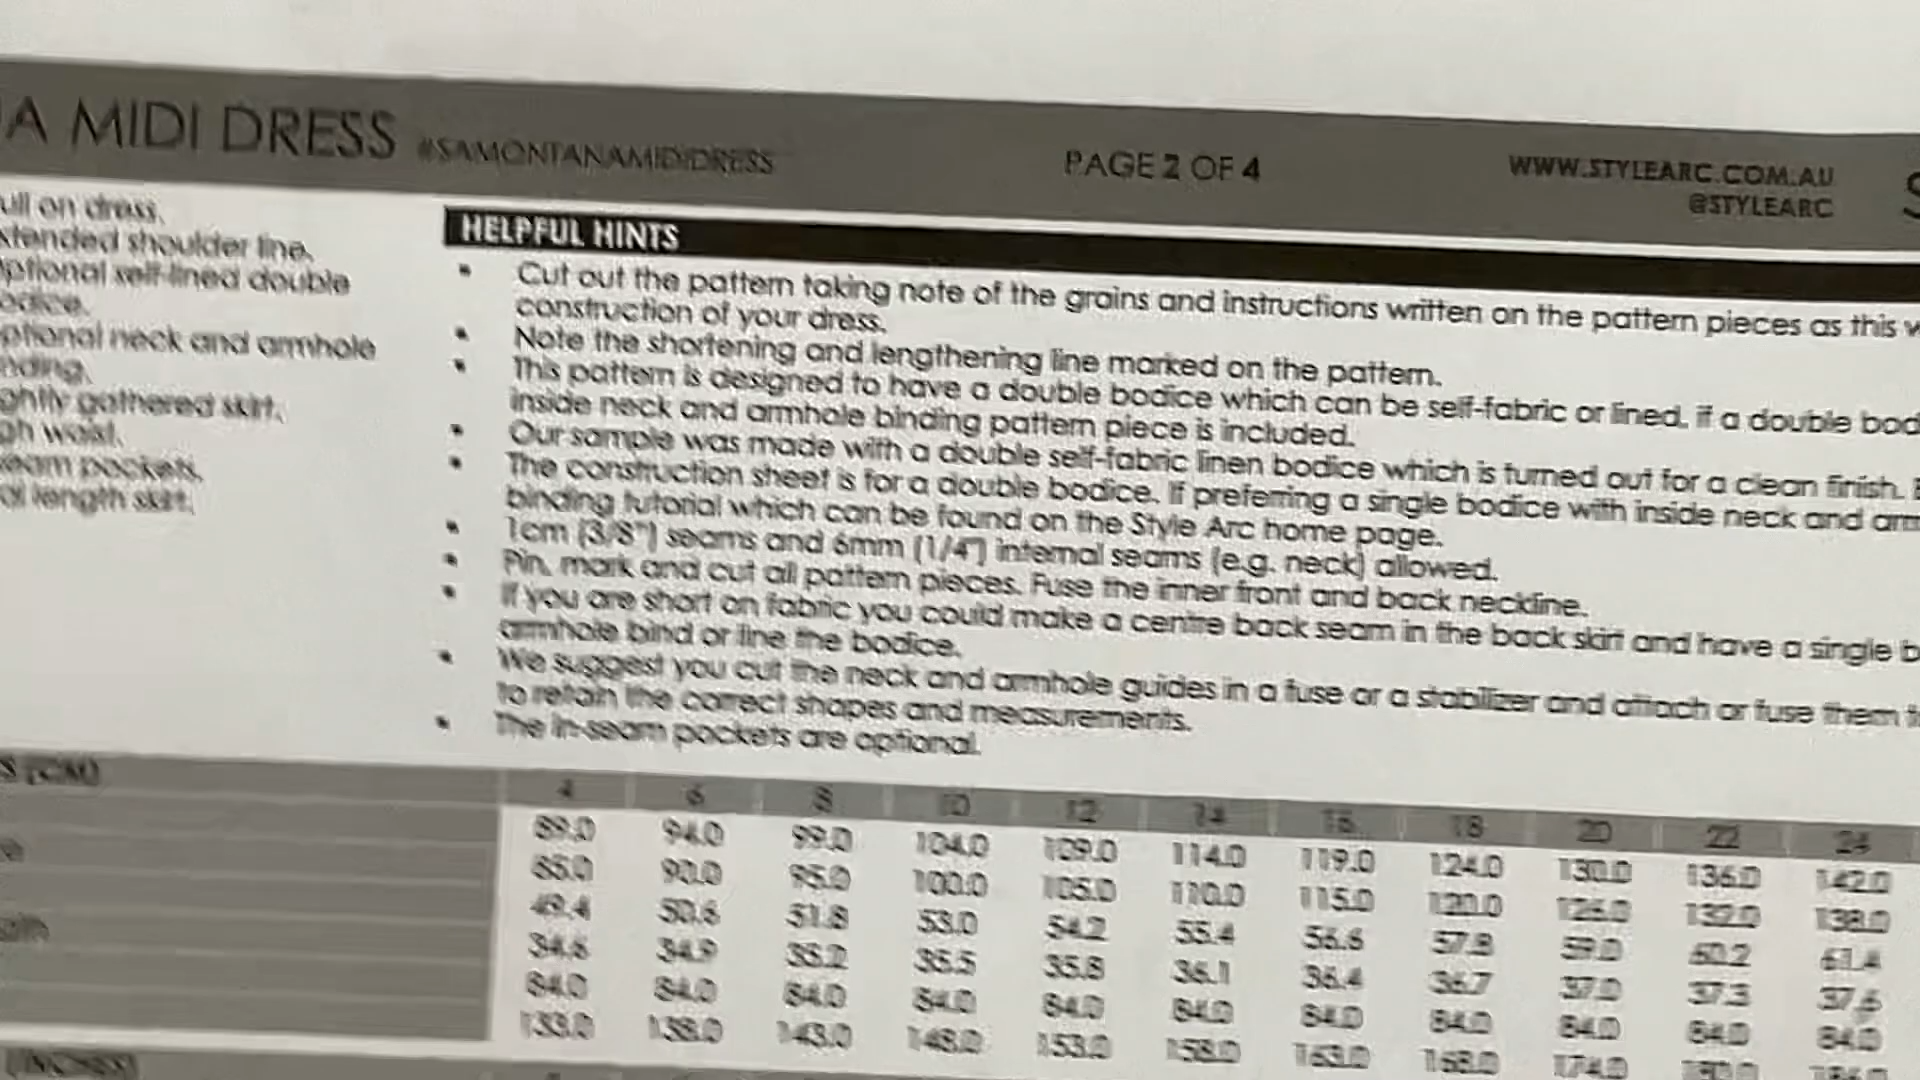 A MIDI DRESS #SAMONTANAMIDIDRESS PAGE 2 OF 4 WWW.STYLEARC.COM.AU
@STYLEARC
ull on dress.
xtended shoulder line.
ptional self-lined double
odice.
ptional neck and armhole
nding.
ghtly gathered skirt.
gh waist.
seam pockets.
length skirt.
HELPFUL HINTS
• Cut out the pattern taking note of the grains and instructions written on the pattern pieces as this w
construction of your dress.
• Note the shortening and lengthening line marked on the pattern.
• This pattern is designed to have a double bodice which can be self-fabric or lined, if a double bod
inside neck and armhole binding pattern piece is included.
• Our sample was made with a double self-fabric linen bodice which is turned out for a clean finish.
• The construction sheet is for a double bodice. If preferring a single bodice with inside neck and arm
binding tutorial which can be found on the Style Arc home page.
• 1cm (3/8") seams and 6mm (1/4") internal seams (e.g. neck) allowed.
• Pin, mark and cut all pattern pieces. Fuse the inner front and back neckline.
• If you are short on fabric you could make a centre back seam in the back skirt and have a single b
armhole bind or line the bodice.
• We suggest you cut the neck and armhole guides in a fuse or a stabilizer and attach or fuse them t
to retain the correct shapes and measurements.
• The in-seam pockets are optional.
S (CM) 4 6 8 10 12 14 16 18 20 22 24
89.0 94.0 99.0 104.0 109.0 114.0 119.0 124.0 130.0 136.0 142.0
85.0 90.0 95.0 100.0 105.0 110.0 115.0 120.0 126.0 132.0 138.0
49.4 50.6 51.8 53.0 54.2 55.4 56.6 57.8 59.0 60.2 61.4
34.6 34.9 35.2 35.5 35.8 36.1 36.4 36.7 37.0 37.3 37.6
84.0 84.0 84.0 84.0 84.0 84.0 84.0 84.0 84.0 84.0 84.0
133.0 138.0 143.0 148.0 153.0 158.0 163.0 168.0 174.0 180.0
(INCHES)